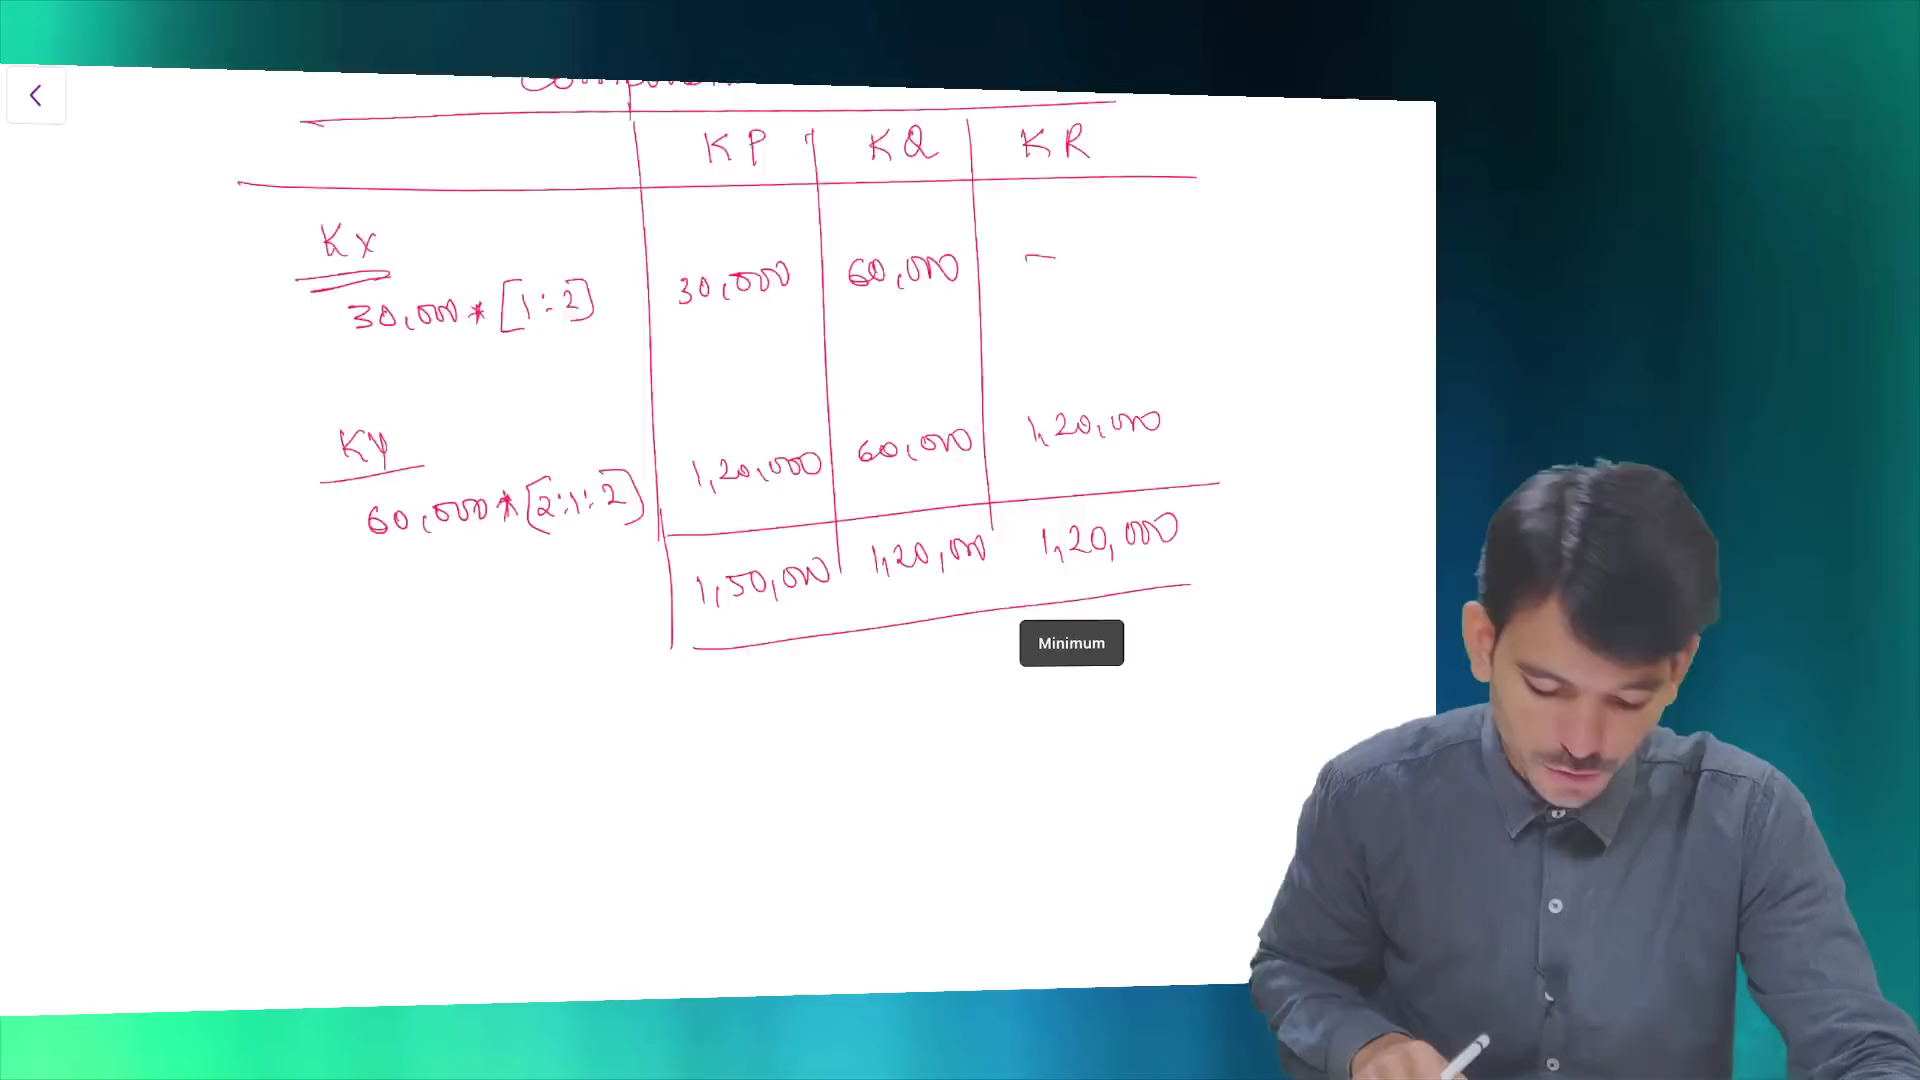 KP KQ KR
KX
30,000 * [1:2] 30,000 60,000 -
KY
60,000 * [2:1:2] 1,20,000 60,000 1,20,000
1,50,000 1,20,000 1,20,000
Minimum